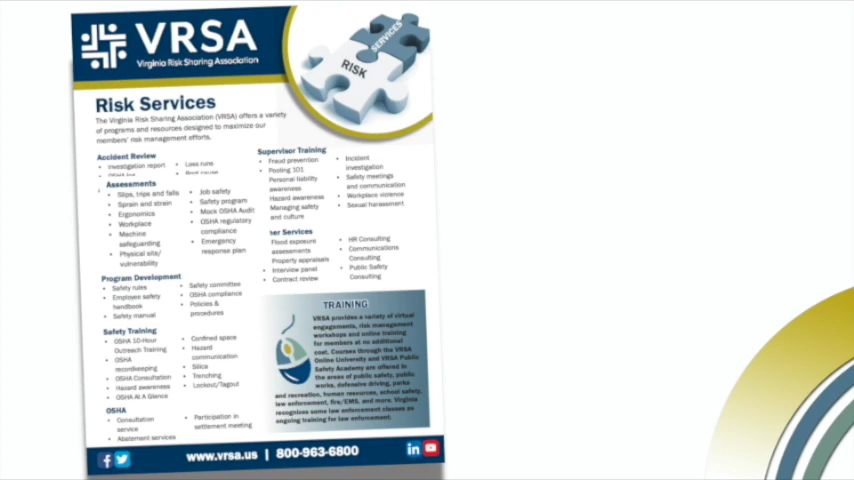 VRSA
Virginia Risk Sharing Association
RISK
SERVICES
Risk Services
The Virginia Risk Sharing Association (VRSA) offers a variety
of programs and resources designed to maximize our
members' risk management efforts.
Accident Review
• Investigation report
• Loss runs
Assessments
• Slips, trips and falls
• Sprain and strain
• Ergonomics
• Workplace
• Machine
safeguarding
• Physical site/
vulnerability
• Job safety
• Safety program
• Mock OSHA Audit
• OSHA regulatory
compliance
• Emergency
response plan
Program Development
• Safety rules
• Employee safety
handbook
• Safety manual
• Safety committee
• OSHA compliance
• Policies &
procedures
Safety Training
• OSHA 10-Hour
Outreach Training
• OSHA
recordkeeping
• OSHA Consultation
• Hazard awareness
• OSHA At A Glance
• Confined space
• Hazard
communication
• Silica
• Trenching
• Lockout/Tagout
OSHA
• Consultation
service
• Abatement services
• Participation in
settlement meeting
Supervisor Training
• Fraud prevention
• Pooling 101
Personal liability
awareness
Hazard awareness
Managing safety
and culture
• Incident
investigation
• Safety meetings
and communication
• Workplace violence
• Sexual harassment
her Services
Flood exposure
assessments
Property appraisals
• Interview panel
• Contract review
• HR Consulting
• Communications
Consulting
• Public Safety
Consulting
TRAINING
VRSA provides a variety of virtual
engagements, risk management
workshops and online training
for members at no additional
cost. Courses through the VRSA
Online University and VRSA Public
Safety Academy are offered in
the areas of public safety, public
works, defensive driving, parks
and recreation, human resources, school safety,
law enforcement, fire/EMS, and more. Virginia
recognizes some law enforcement classes as
ongoing training for law enforcement.
www.vrsa.us | 800-963-6800